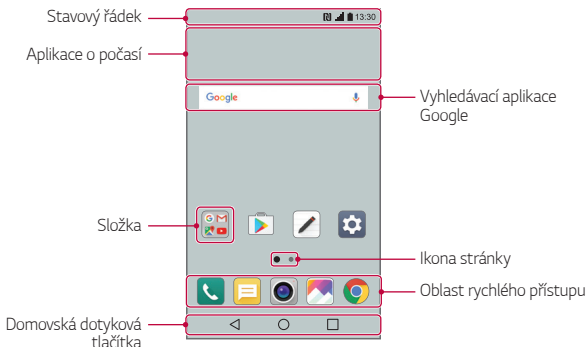 Stavový řádek
13:30
Aplikace o počasí
Google
Vyhledávací aplikace
Google
Složka
Ikona stránky
Oblast rychlého přístupu
Domovská dotyková
tlačítka